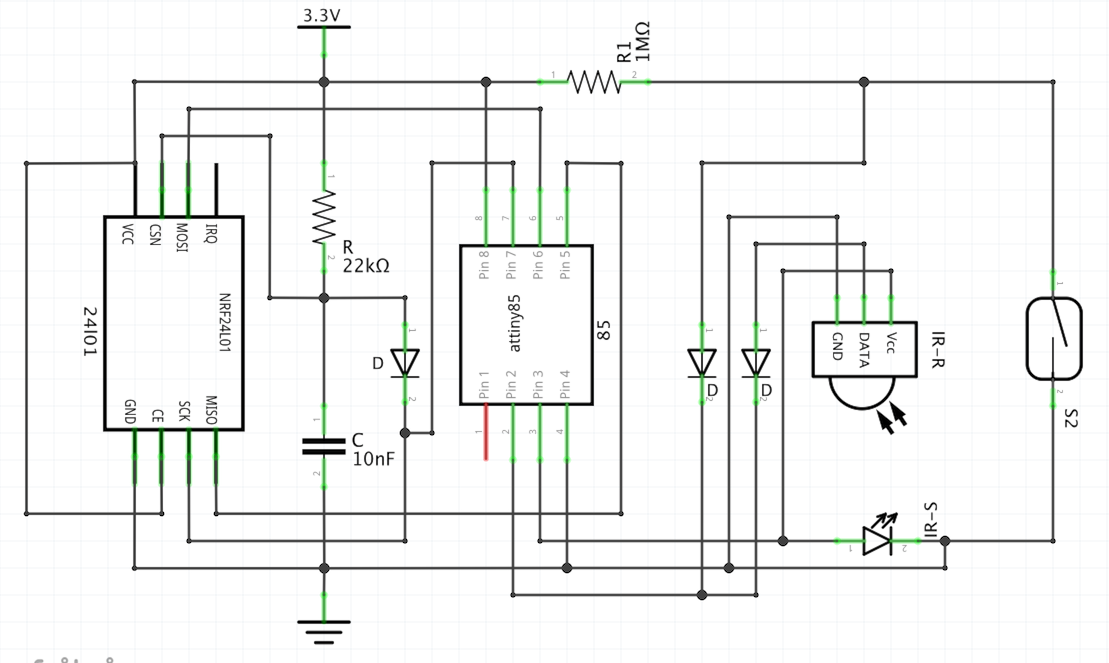 3.3V
R1
1MΩ
1
2
VCC
CSN
MOSI
IRQ
NRF24L01
24l01
GND
CE
SCK
MISO
1
R
22kΩ
2
1
D
2
1
C
10nF
2
8
7
6
5
Pin 8
Pin 7
Pin 6
Pin 5
attiny85
85
Pin 1
Pin 2
Pin 3
Pin 4
1
2
3
4
1
D
2
1
D
2
GND
DATA
Vcc
IR-R
1
2
S2
IR-S
1
2